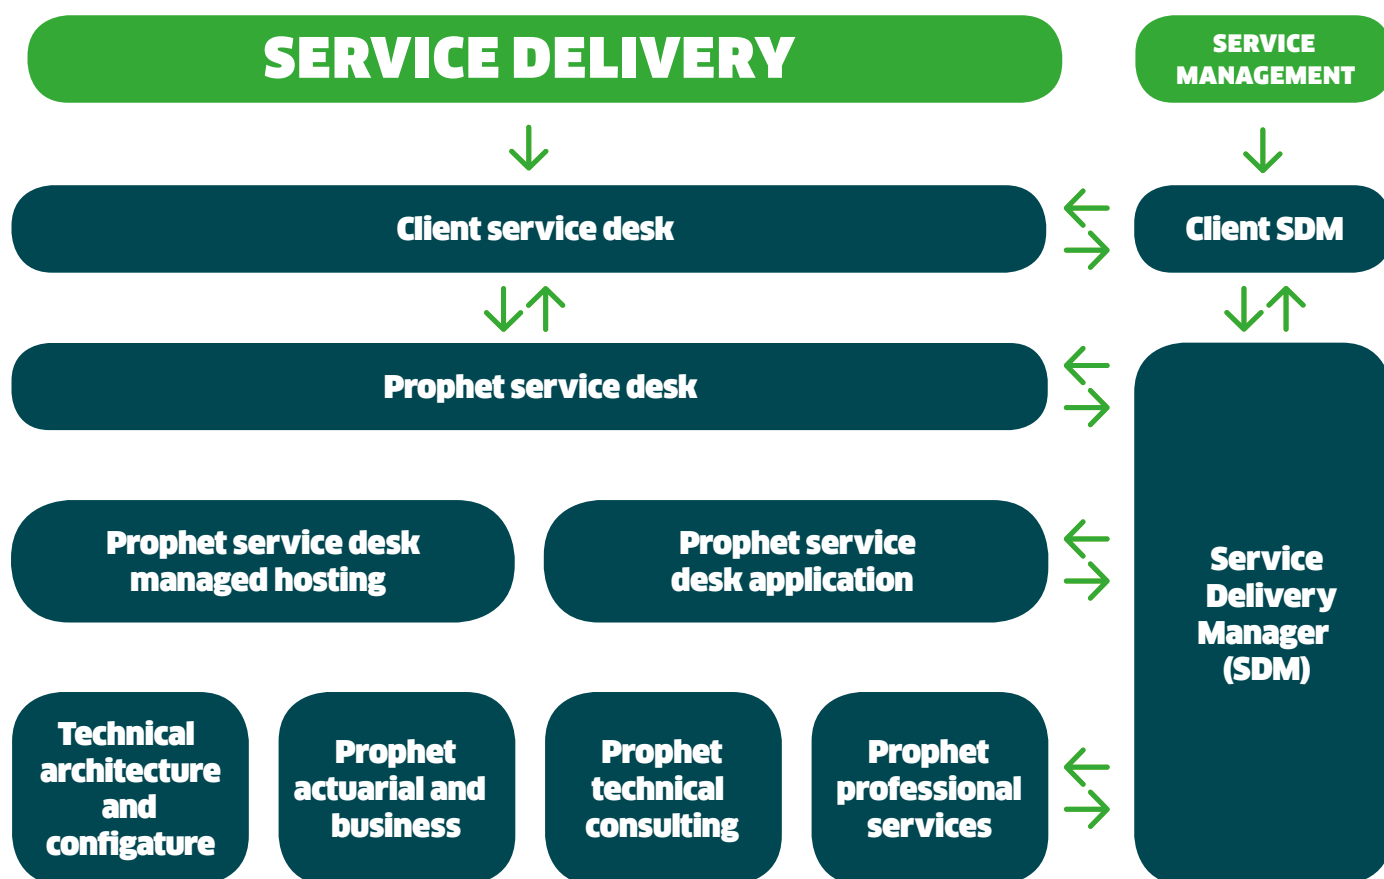 SERVICE DELIVERY
SERVICE
MANAGEMENT
Client service desk
Client SDM
Prophet service desk
Prophet service desk
managed hosting
Prophet service
desk application
Service
Delivery
Manager
(SDM)
Technical
architecture
and
configature
Prophet
actuarial and
business
Prophet
technical
consulting
Prophet
professional
services